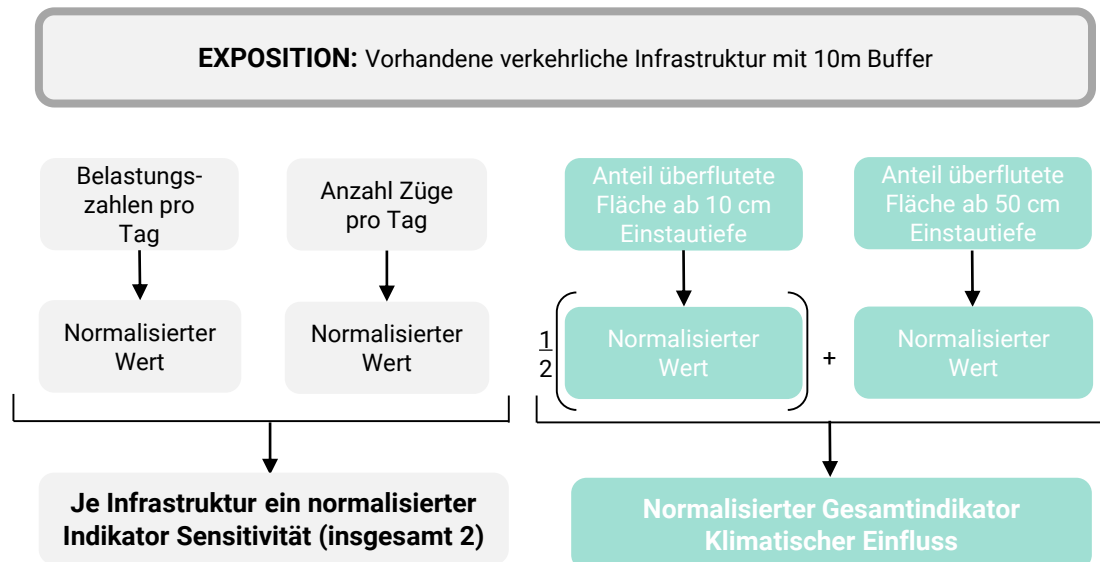 EXPOSITION: Vorhandene verkehrliche Infrastruktur mit 10m Buffer
Belastungs-
zahlen pro
Tag
Anzahl Züge
pro Tag
Anteil überflutete
Fläche ab 10 cm
Einstautiefe
Anteil überflutete
Fläche ab 50 cm
Einstautiefe
Normalisierter
Wert
Normalisierter
Wert
1
2
Normalisierter
Wert
+
Normalisierter
Wert
Je Infrastruktur ein normalisierter
Indikator Sensitivität (insgesamt 2)
Normalisierter Gesamtindikator
Klimatischer Einfluss